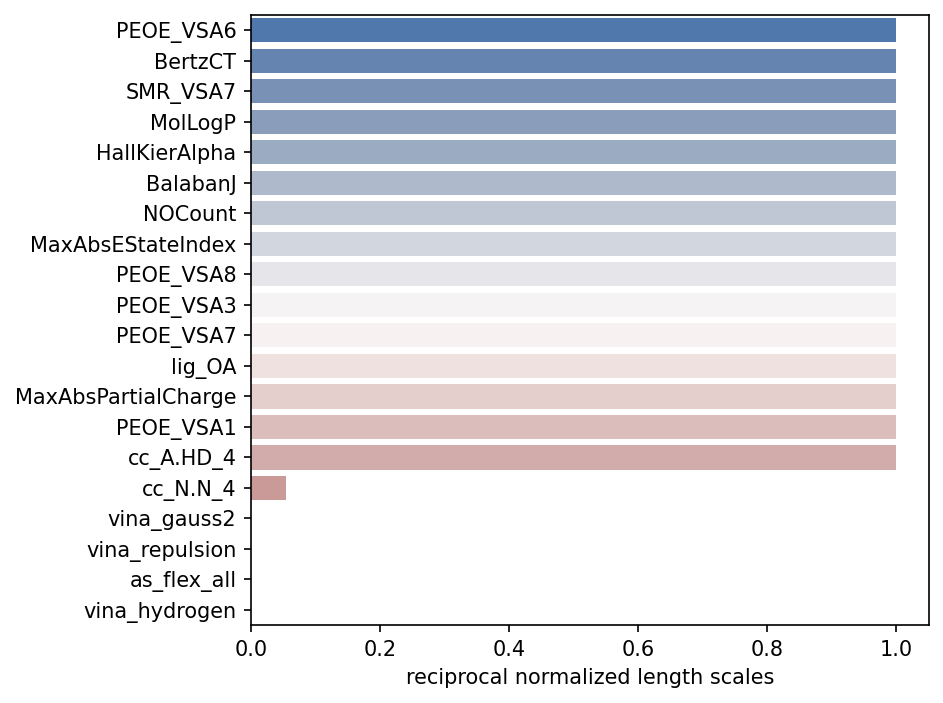 PEOE_VSA6
BertzCT
SMR_VSA7
MolLogP
HallKierAlpha
BalabanJ
NOCount
MaxAbsEStateIndex
PEOE_VSA8
PEOE_VSA3
PEOE_VSA7
lig_OA
MaxAbsPartialCharge
PEOE_VSA1
cc_A.HD_4
cc_N.N_4
vina_gauss2
vina_repulsion
as_flex_all
vina_hydrogen
0.0 0.2 0.4 0.6 0.8 1.0
reciprocal normalized length scales